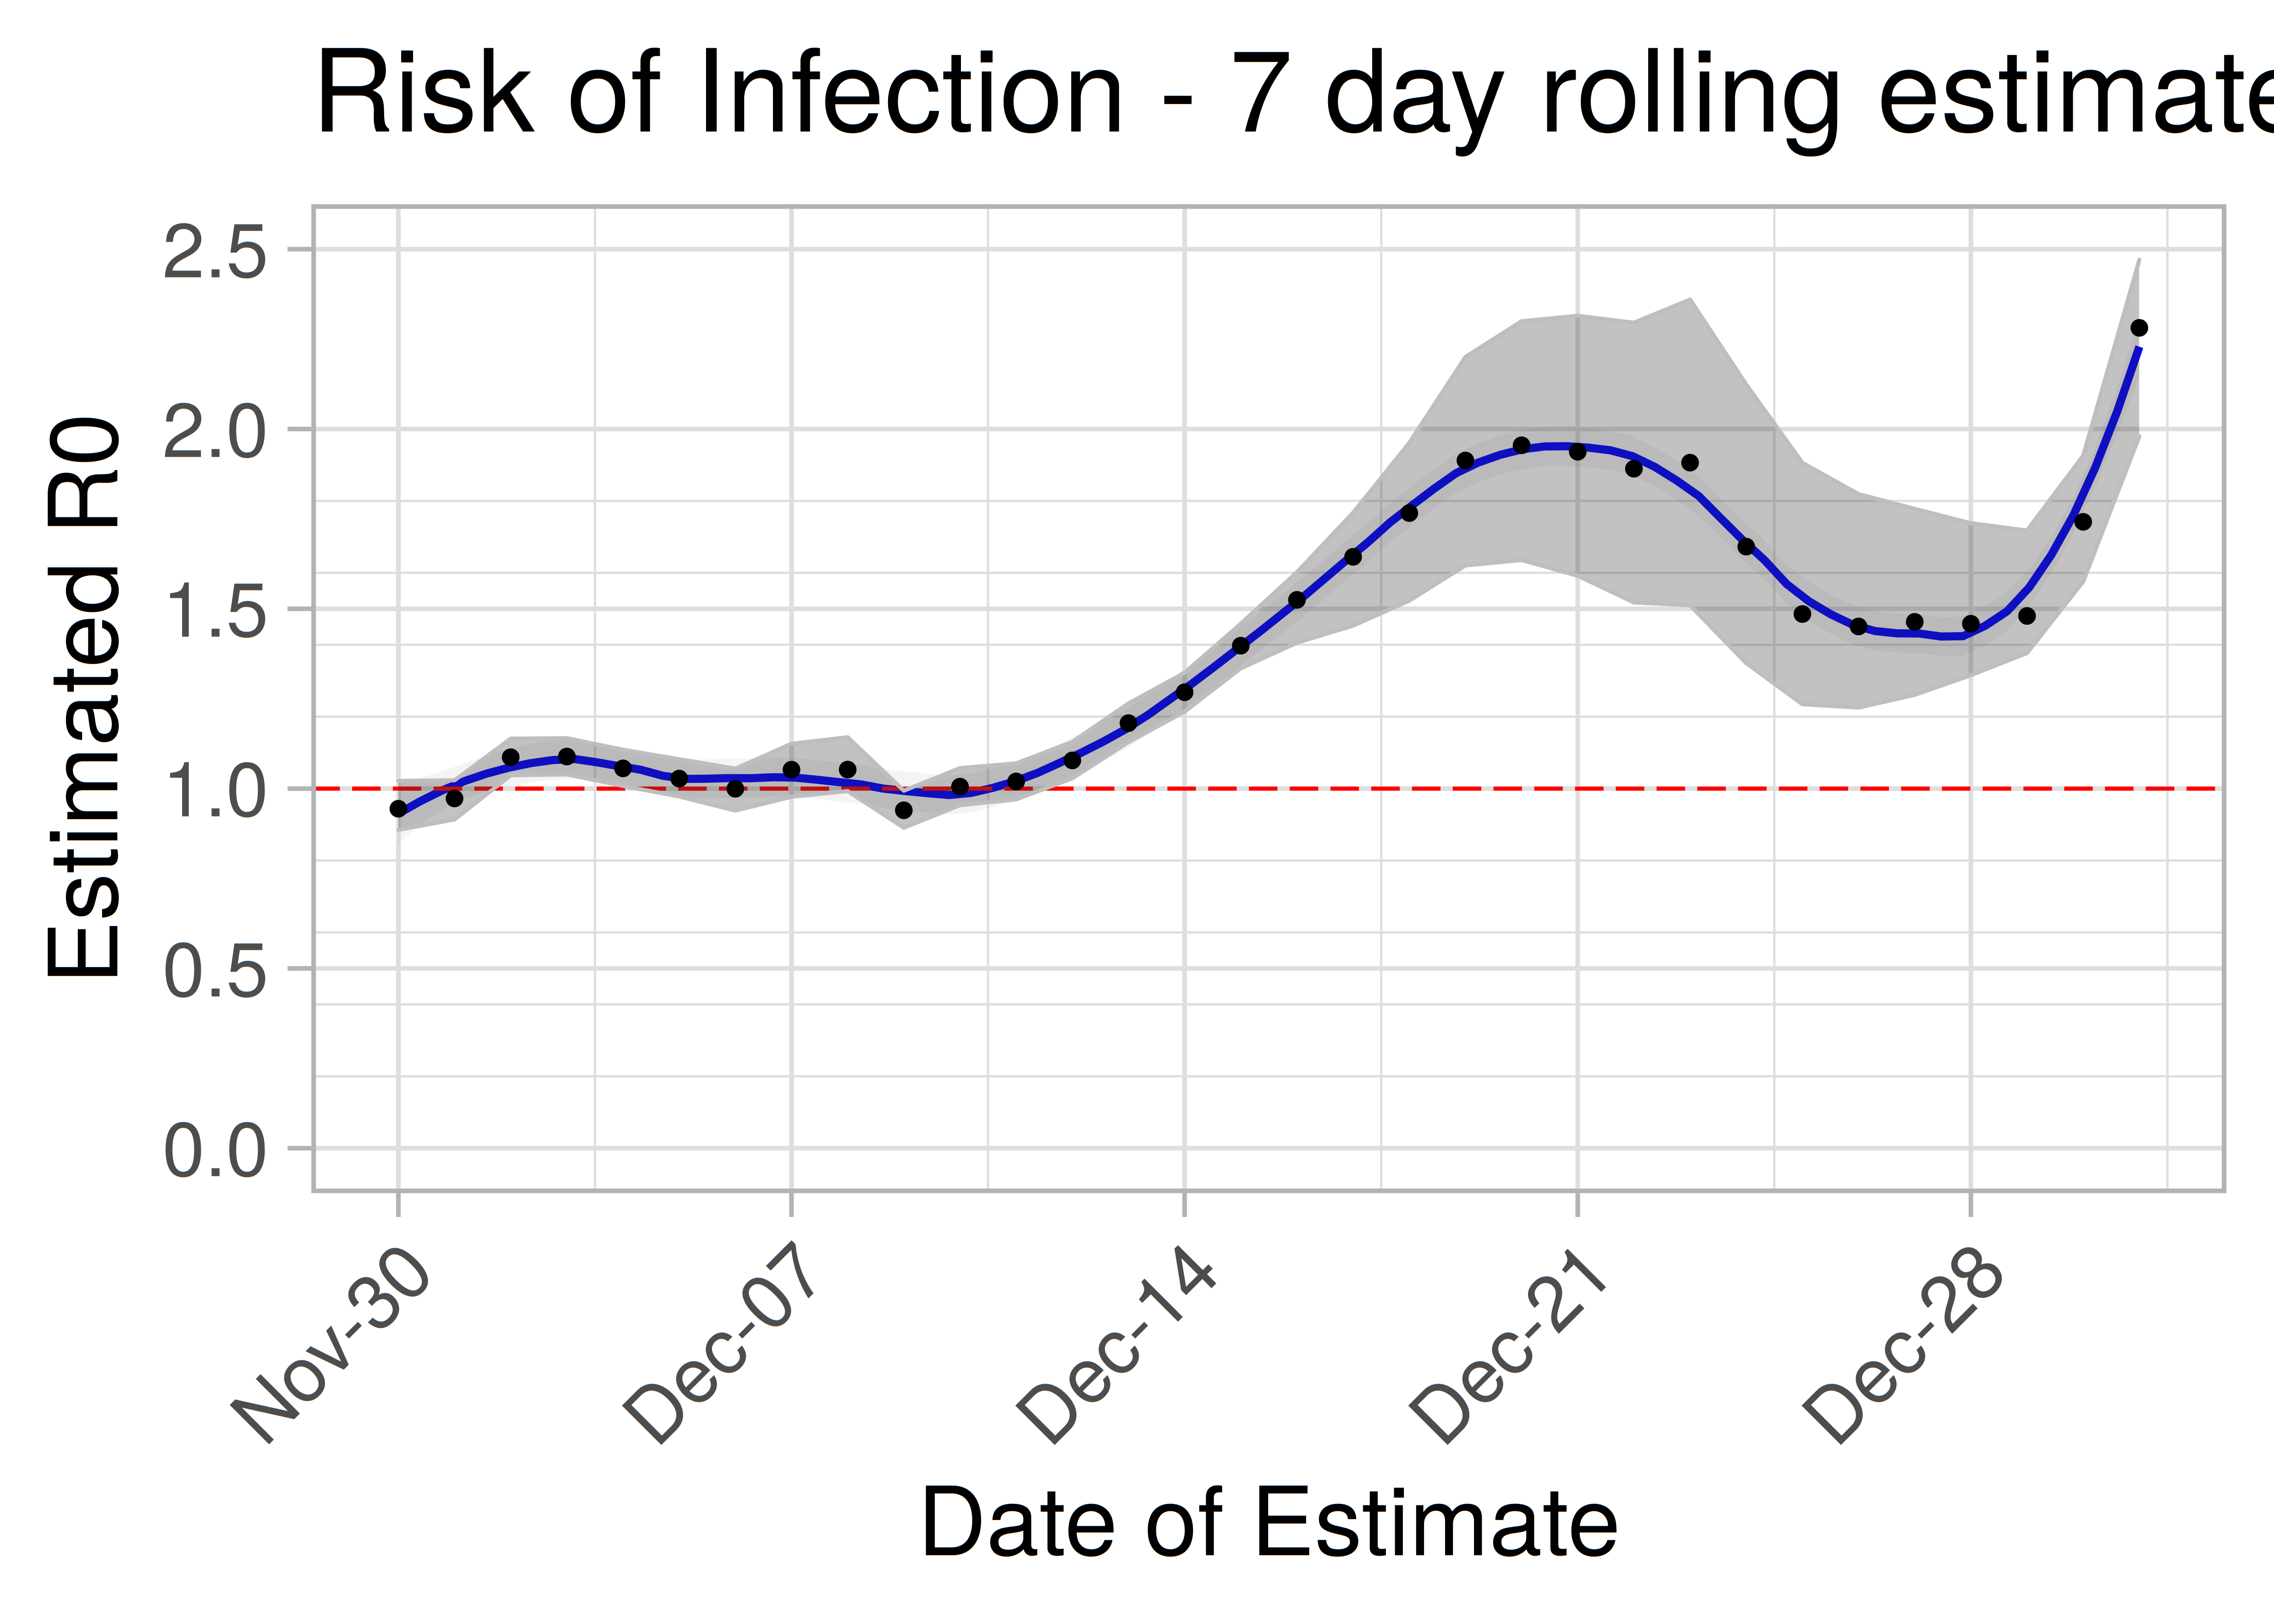 Risk of Infection - 7 day rolling estimate
Estimated R0
2.5
2.0
1.5
1.0
0.5
0.0
Nov-30
Dec-07
Dec-14
Dec-21
Dec-28
Date of Estimate